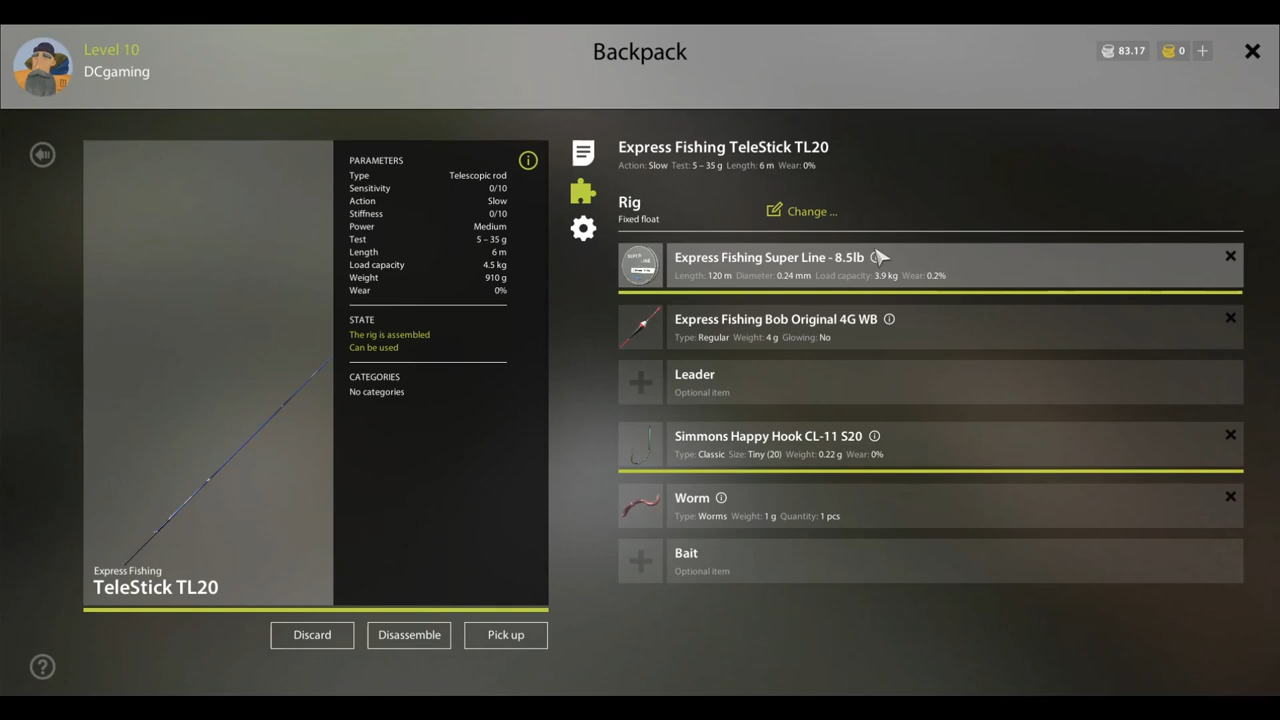 Level 10
DCgaming
Backpack
83.17
0
PARAMETERS
Type Telescopic rod
Sensitivity 0/10
Action Slow
Stiffness 0/10
Power Medium
Test 5 – 35 g
Length 6 m
Load capacity 4.5 kg
Weight 910 g
Wear 0%
STATE
The rig is assembled
Can be used
CATEGORIES
No categories
Express Fishing
TeleStick TL20
Discard
Disassemble
Pick up
Express Fishing TeleStick TL20
Action: Slow Test: 5 – 35 g Length: 6 m Wear: 0%
Rig
Fixed float
Change ...
Express Fishing Super Line - 8.5lb
Length: 120 m Diameter: 0.24 mm Load capacity: 3.9 kg Wear: 0.2%
Express Fishing Bob Original 4G WB
Type: Regular Weight: 4 g Glowing: No
Leader
Optional item
Simmons Happy Hook CL-11 S20
Type: Classic Size: Tiny (20) Weight: 0.22 g Wear: 0%
Worm
Type: Worms Weight: 1 g Quantity: 1 pcs
Bait
Optional item